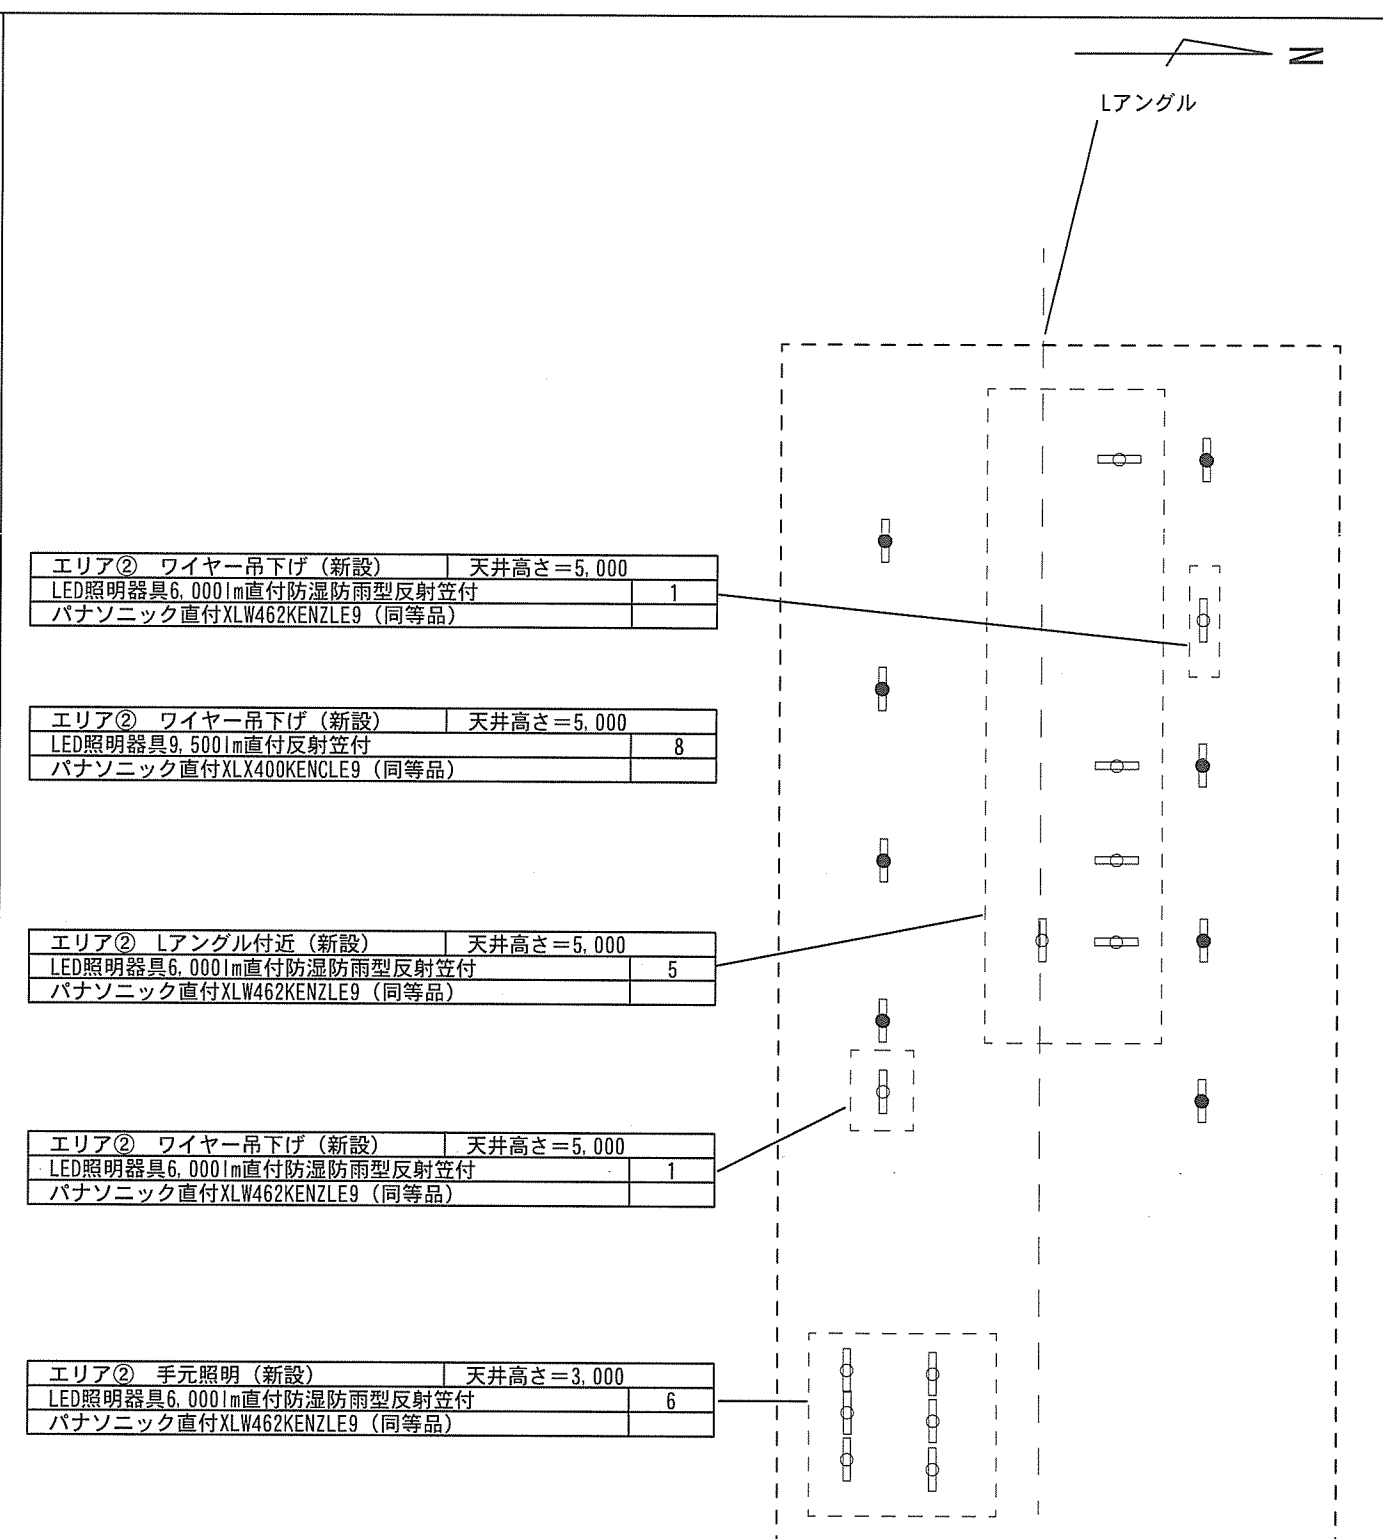 N
Lアングル
エリア② ワイヤー吊下げ（新設） 天井高さ＝5,000
LED照明器具6,000lm直付防湿防雨型反射笠付 1
パナソニック直付XLW462KENZLE9（同等品）
エリア② ワイヤー吊下げ（新設） 天井高さ＝5,000
LED照明器具9,500lm直付反射笠付 8
パナソニック直付XLX400KENCLE9（同等品）
エリア② Lアングル付近（新設） 天井高さ＝5,000
LED照明器具6,000lm直付防湿防雨型反射笠付 5
パナソニック直付XLW462KENZLE9（同等品）
エリア② ワイヤー吊下げ（新設） 天井高さ＝5,000
LED照明器具6,000lm直付防湿防雨型反射笠付 1
パナソニック直付XLW462KENZLE9（同等品）
エリア② 手元照明（新設） 天井高さ＝3,000
LED照明器具6,000lm直付防湿防雨型反射笠付 6
パナソニック直付XLW462KENZLE9（同等品）